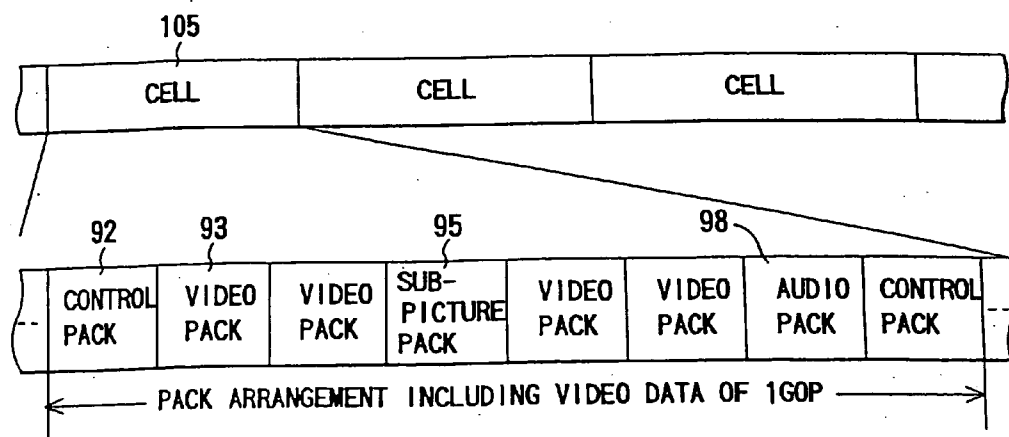 105
CELL CELL CELL
92 93 95 98
CONTROL PACK
VIDEO PACK
VIDEO PACK
SUB-PICTURE PACK
VIDEO PACK
VIDEO PACK
AUDIO PACK
CONTROL PACK
PACK ARRANGEMENT INCLUDING VIDEO DATA OF 1GOP